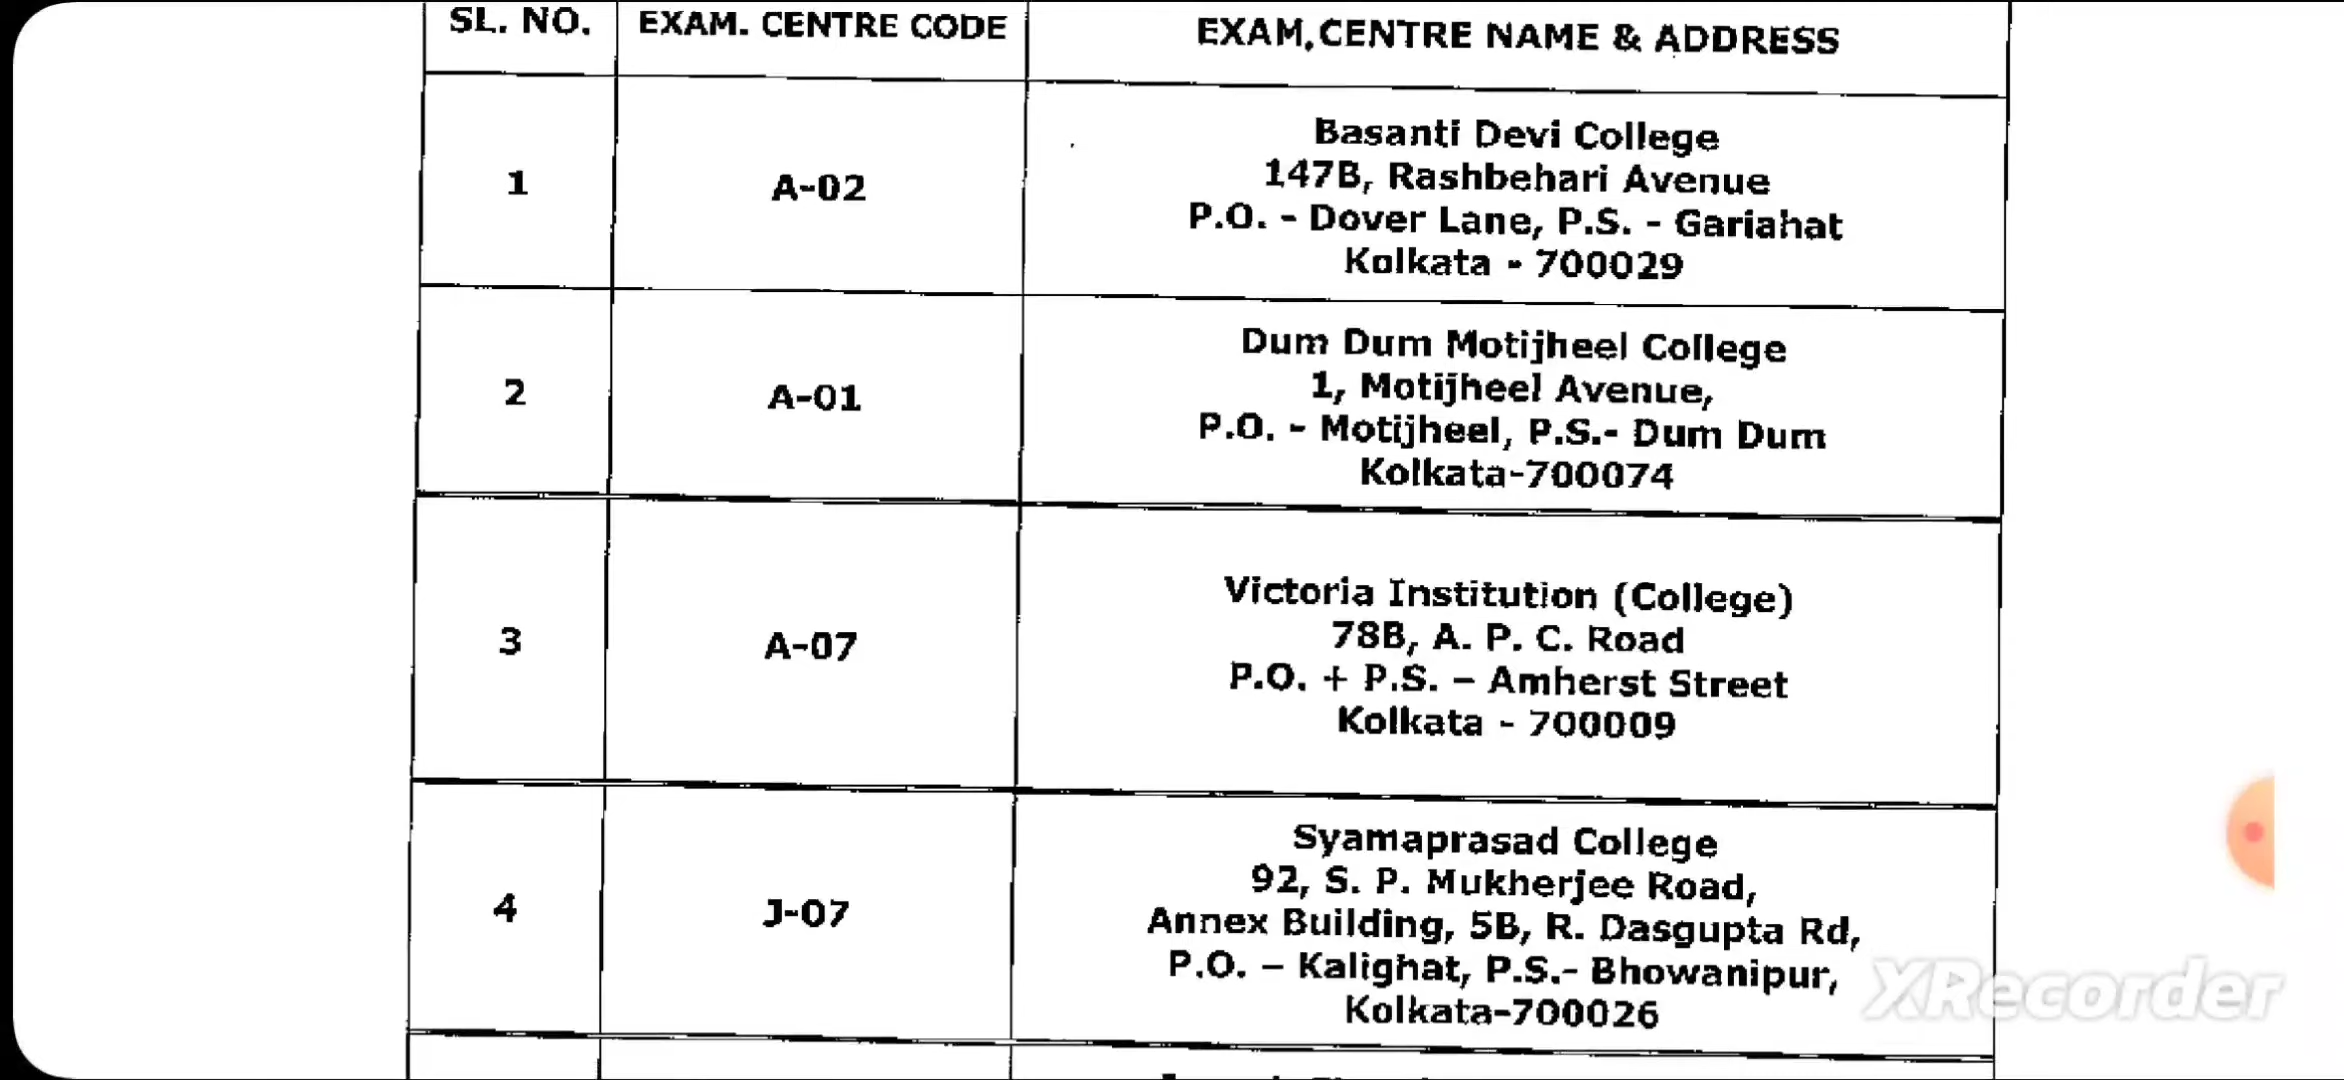 SL. NO. EXAM. CENTRE CODE EXAM. CENTRE NAME & ADDRESS
1 A-02 Basanti Devi College
147B, Rashbehari Avenue
P.O. - Dover Lane, P.S. - Gariahat
Kolkata - 700029
2 A-01 Dum Dum Motijheel College
1, Motijheel Avenue,
P.O. - Motijheel, P.S.- Dum Dum
Kolkata-700074
3 A-07 Victoria Institution (College)
78B, A. P. C. Road
P.O. + P.S. – Amherst Street
Kolkata - 700009
4 J-07 Syamaprasad College
92, S. P. Mukherjee Road,
Annex Building, 5B, R. Dasgupta Rd,
P.O. – Kalighat, P.S.- Bhowanipur,
Kolkata-700026
XRecorder